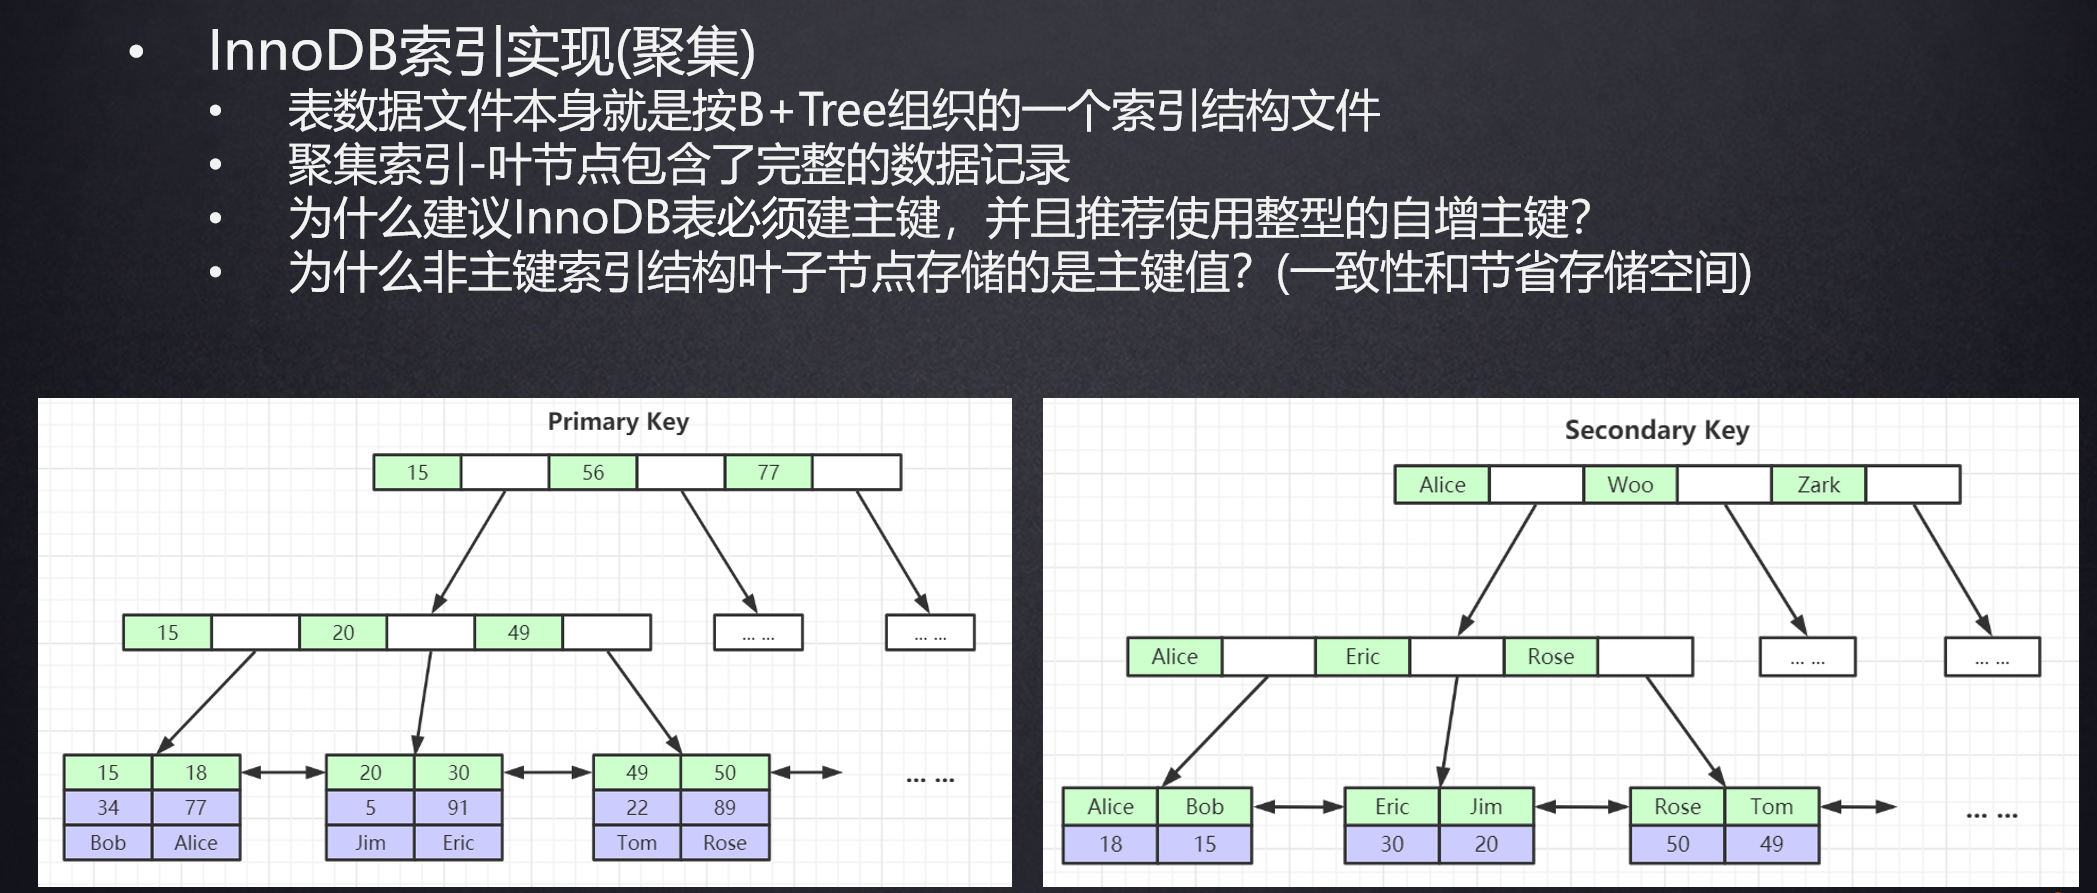 • InnoDB索引实现(聚集)
• 表数据文件本身就是按B+Tree组织的一个索引结构文件
• 聚集索引-叶节点包含了完整的数据记录
• 为什么建议InnoDB表必须建主键，并且推荐使用整型的自增主键？
• 为什么非主键索引结构叶子节点存储的是主键值？(一致性和节省存储空间)
Primary Key
15 56 77
15 20 49 ... ... ... ...
15 18 20 30 49 50 ... ...
34 77 5 91 22 89
Bob Alice Jim Eric Tom Rose
Secondary Key
Alice Woo Zark
Alice Eric Rose ... ... ... ...
Alice Bob Eric Jim Rose Tom ... ...
18 15 30 20 50 49